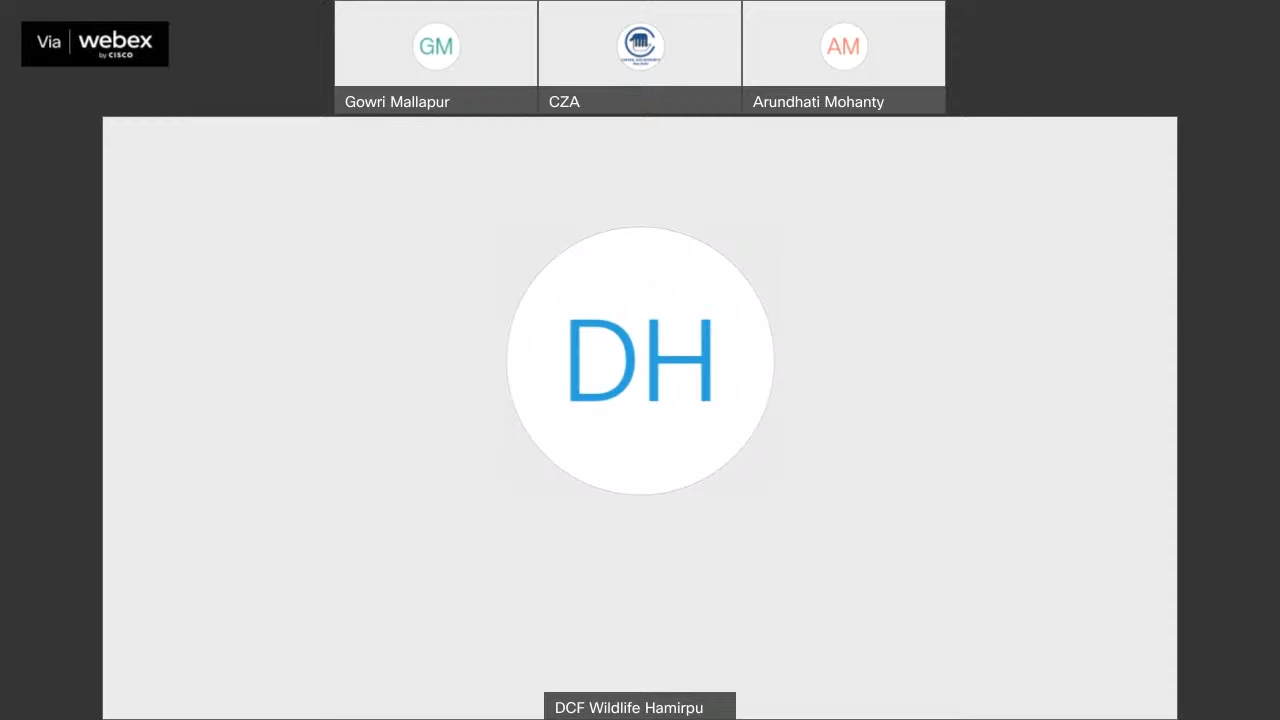 Via webex
by CISCO
GM
AM
Gowri Mallapur
CZA
Arundhati Mohanty
DH
DCF Wildlife Hamirpu